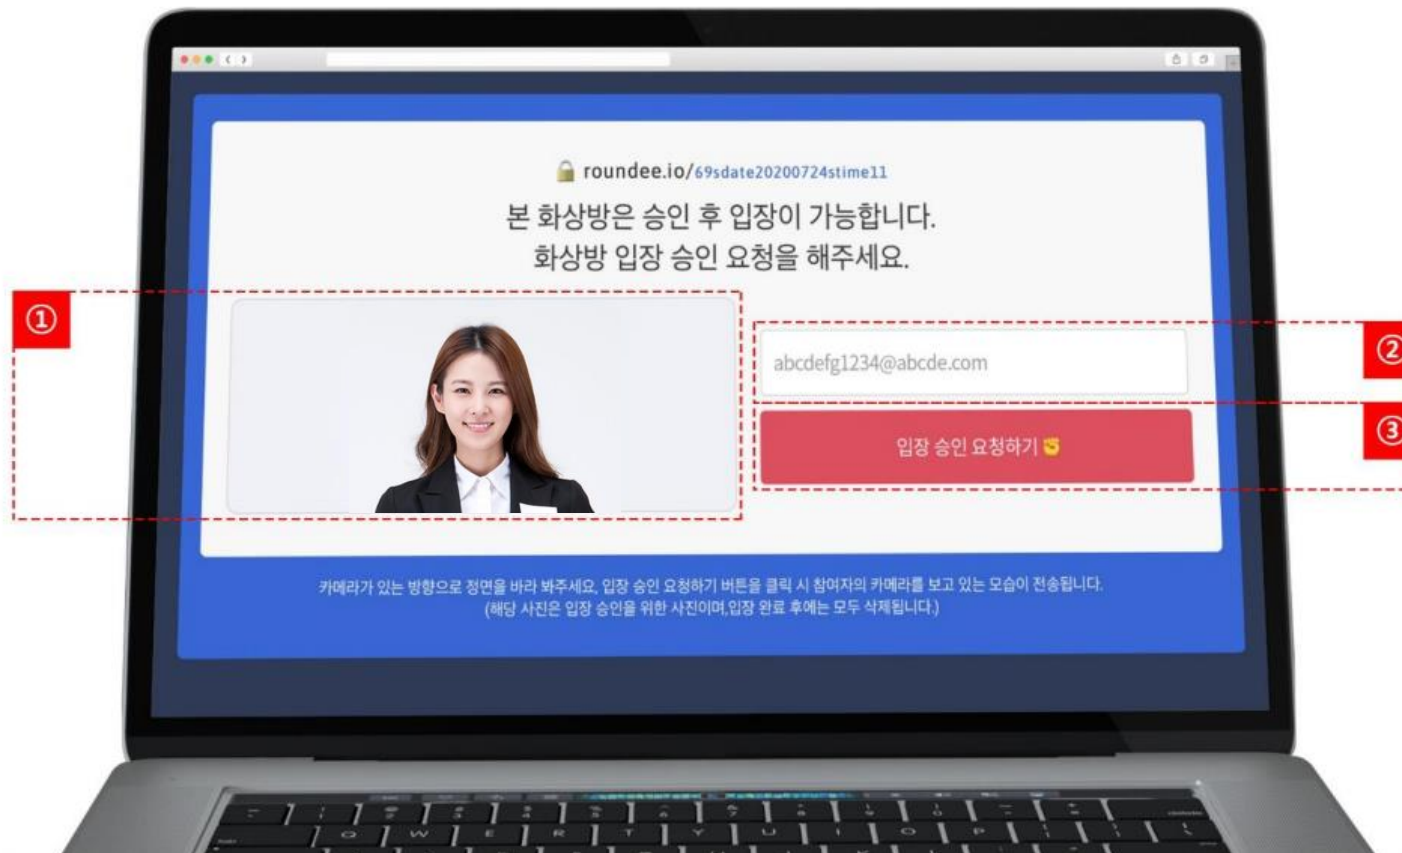 roundee.io/69sdate20200724stime11
본 화상방은 승인 후 입장이 가능합니다.
화상방 입장 승인 요청을 해주세요.
①
abcdefg1234@abcde.com
②
입장 승인 요청하기
③
카메라가 있는 방향으로 정면을 바라 봐주세요, 입장 승인 요청하기 버튼을 클릭 시 참여자의 카메라를 보고 있는 모습이 전송됩니다.
(해당 사진은 입장 승인을 위한 사진이며,입장 완료 후에는 모두 삭제됩니다.)
Q W E R T Y U I O P